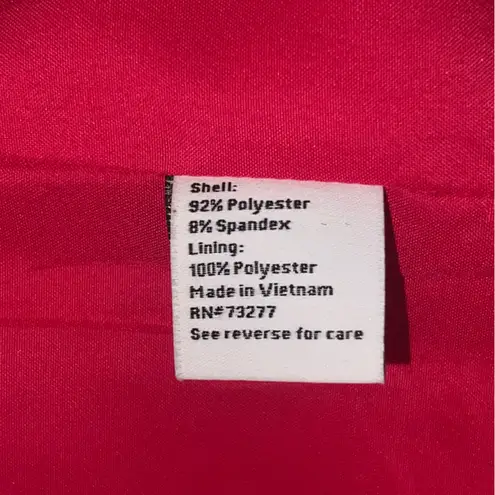 Shell:
92% Polyester
8% Spandex
Lining:
100% Polyester
Made in Vietnam
RN#73277
See reverse for care